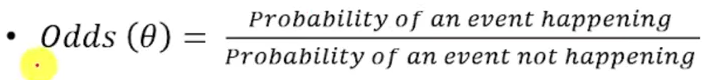 • Odds (θ) = Probability of an event happening / Probability of an event not happening